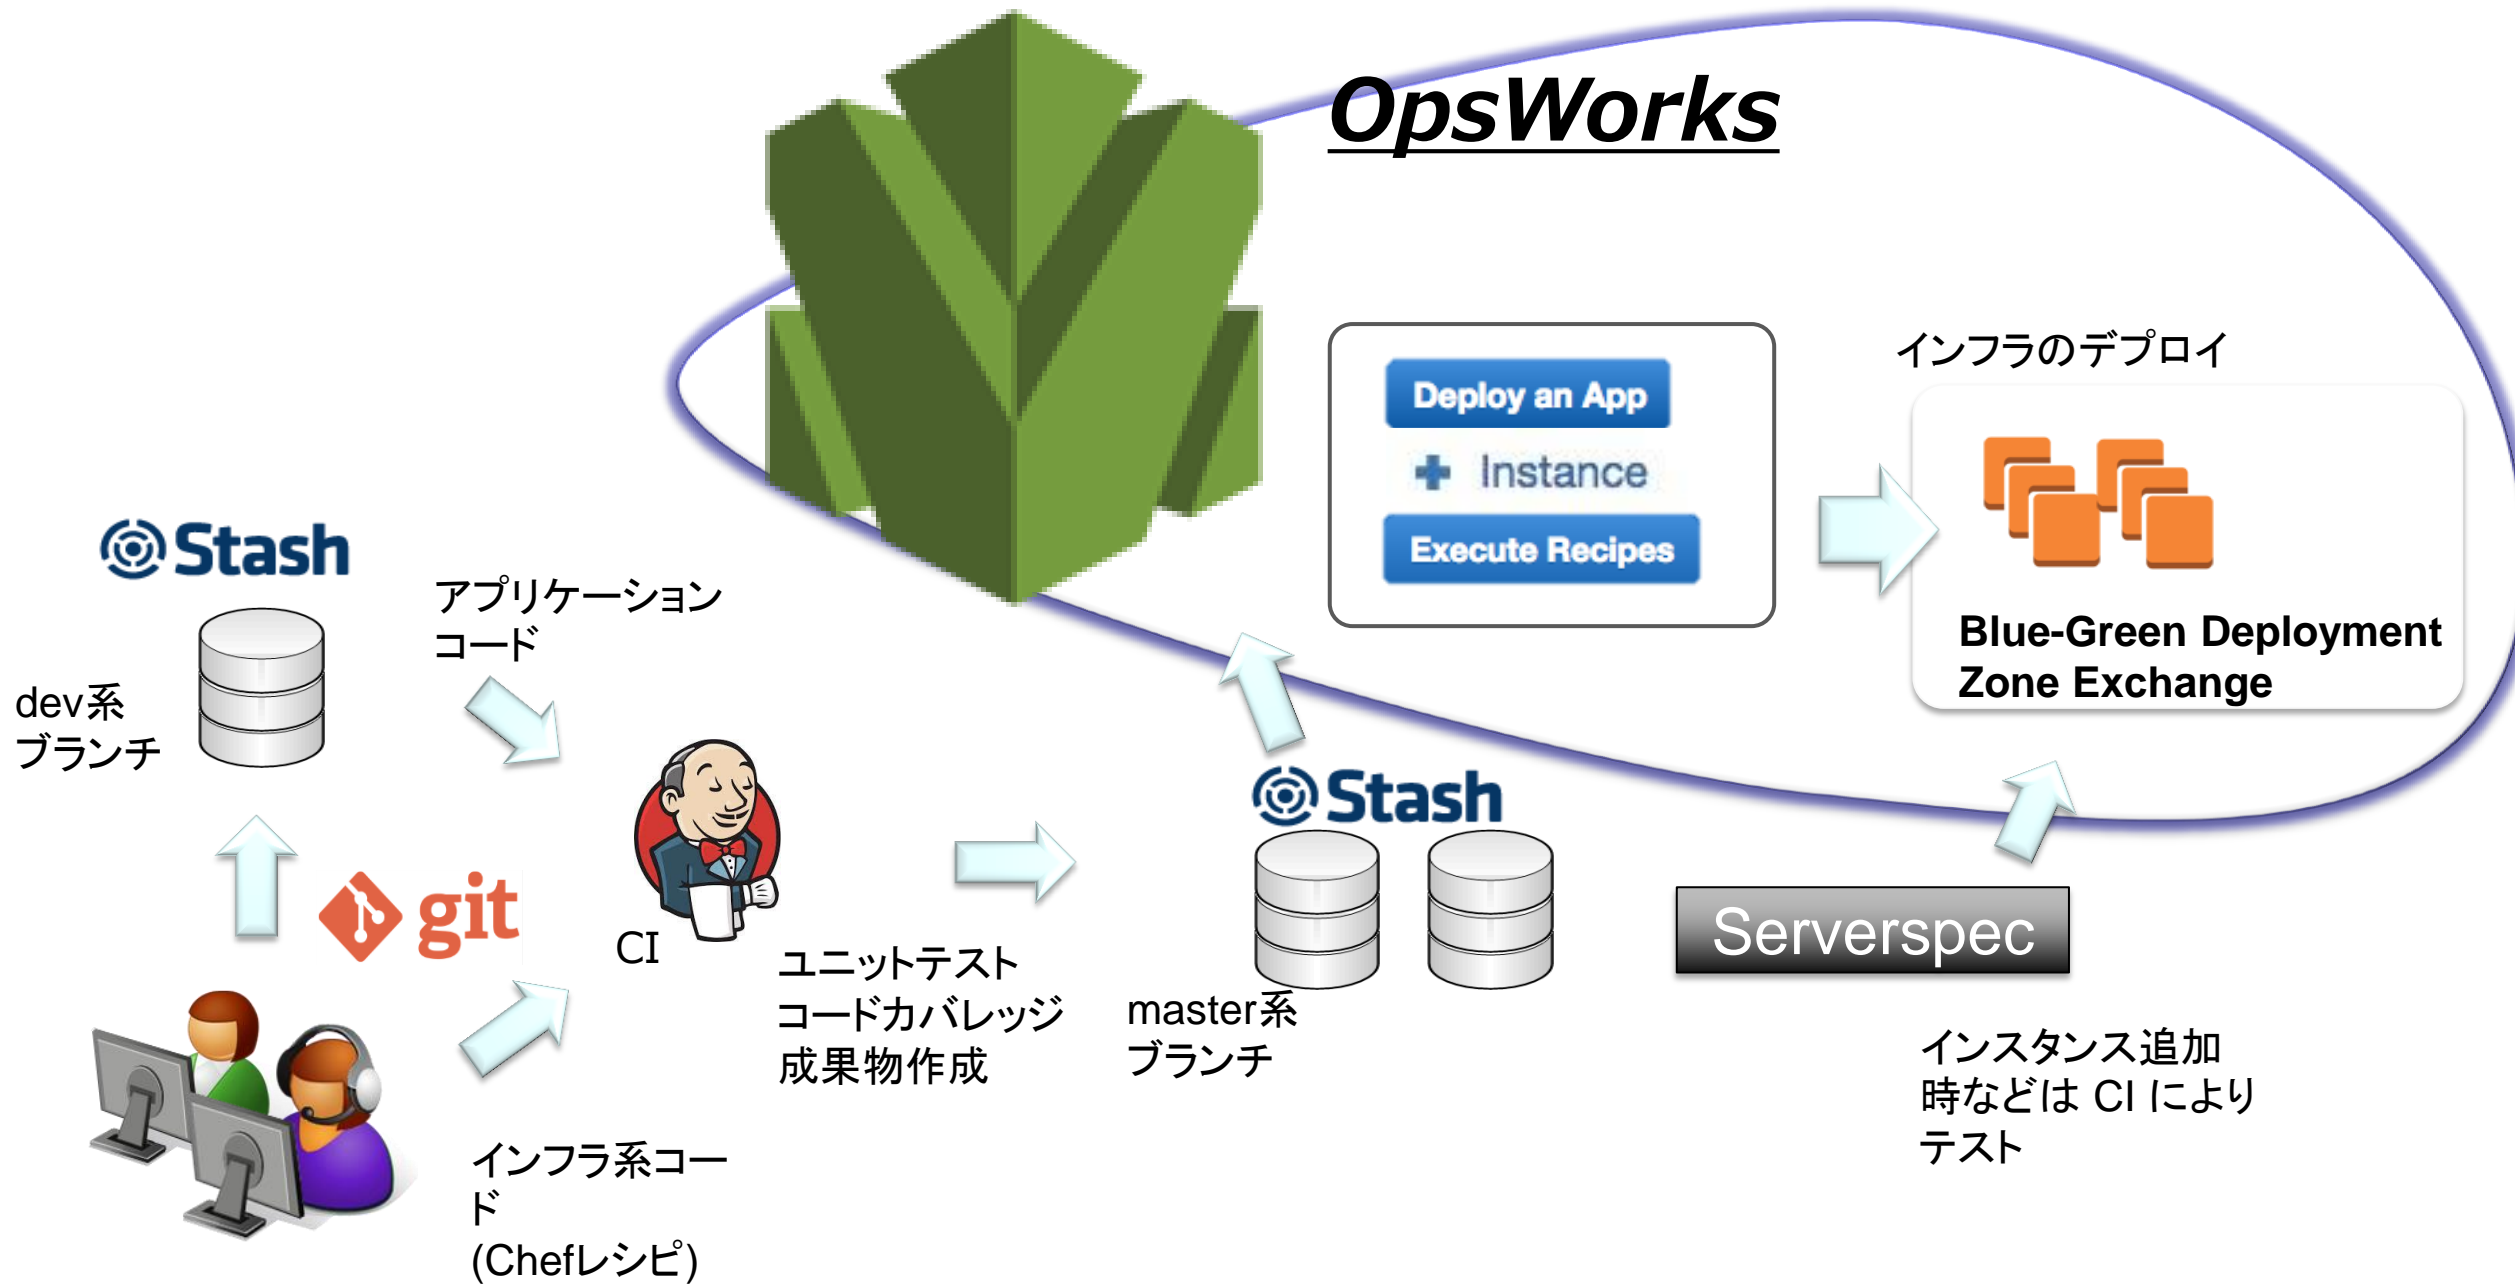 OpsWorks
Deploy an App
Instance
Execute Recipes
インフラのデプロイ
Blue-Green Deployment
Zone Exchange
Stash
dev系
ブランチ
アプリケーション
コード
git
CI
インフラ系コー
ド
(Chefレシピ)
ユニットテスト
コードカバレッジ
成果物作成
Stash
master系
ブランチ
Serverspec
インスタンス追加
時などは CI により
テスト